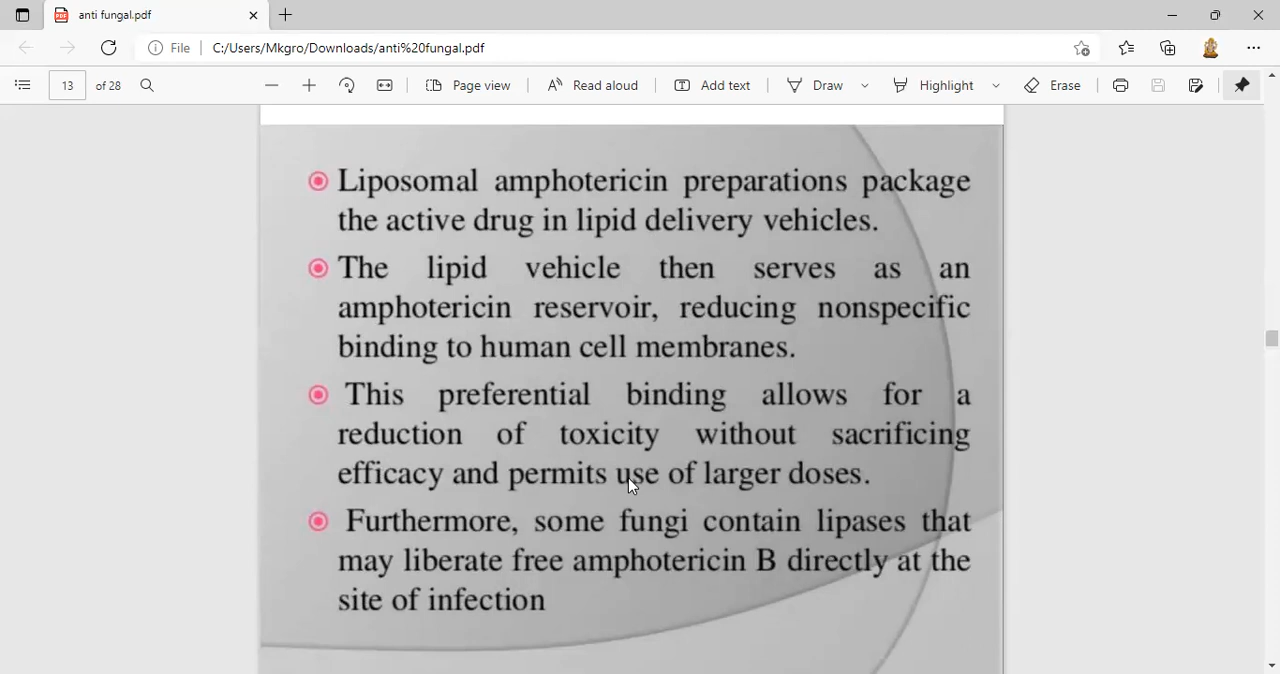 anti fungal.pdf
File C:/Users/Mkgro/Downloads/anti%20fungal.pdf
13 of 28 Page view Read aloud Add text Draw Highlight Erase
Liposomal amphotericin preparations package
the active drug in lipid delivery vehicles.
The lipid vehicle then serves as an
amphotericin reservoir, reducing nonspecific
binding to human cell membranes.
This preferential binding allows for a
reduction of toxicity without sacrificing
efficacy and permits use of larger doses.
Furthermore, some fungi contain lipases that
may liberate free amphotericin B directly at the
site of infection